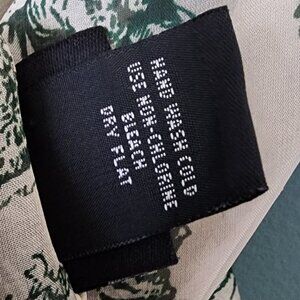 HAND WASH COLD
USE NON-CHLORINE
BLEACH
DRY FLAT